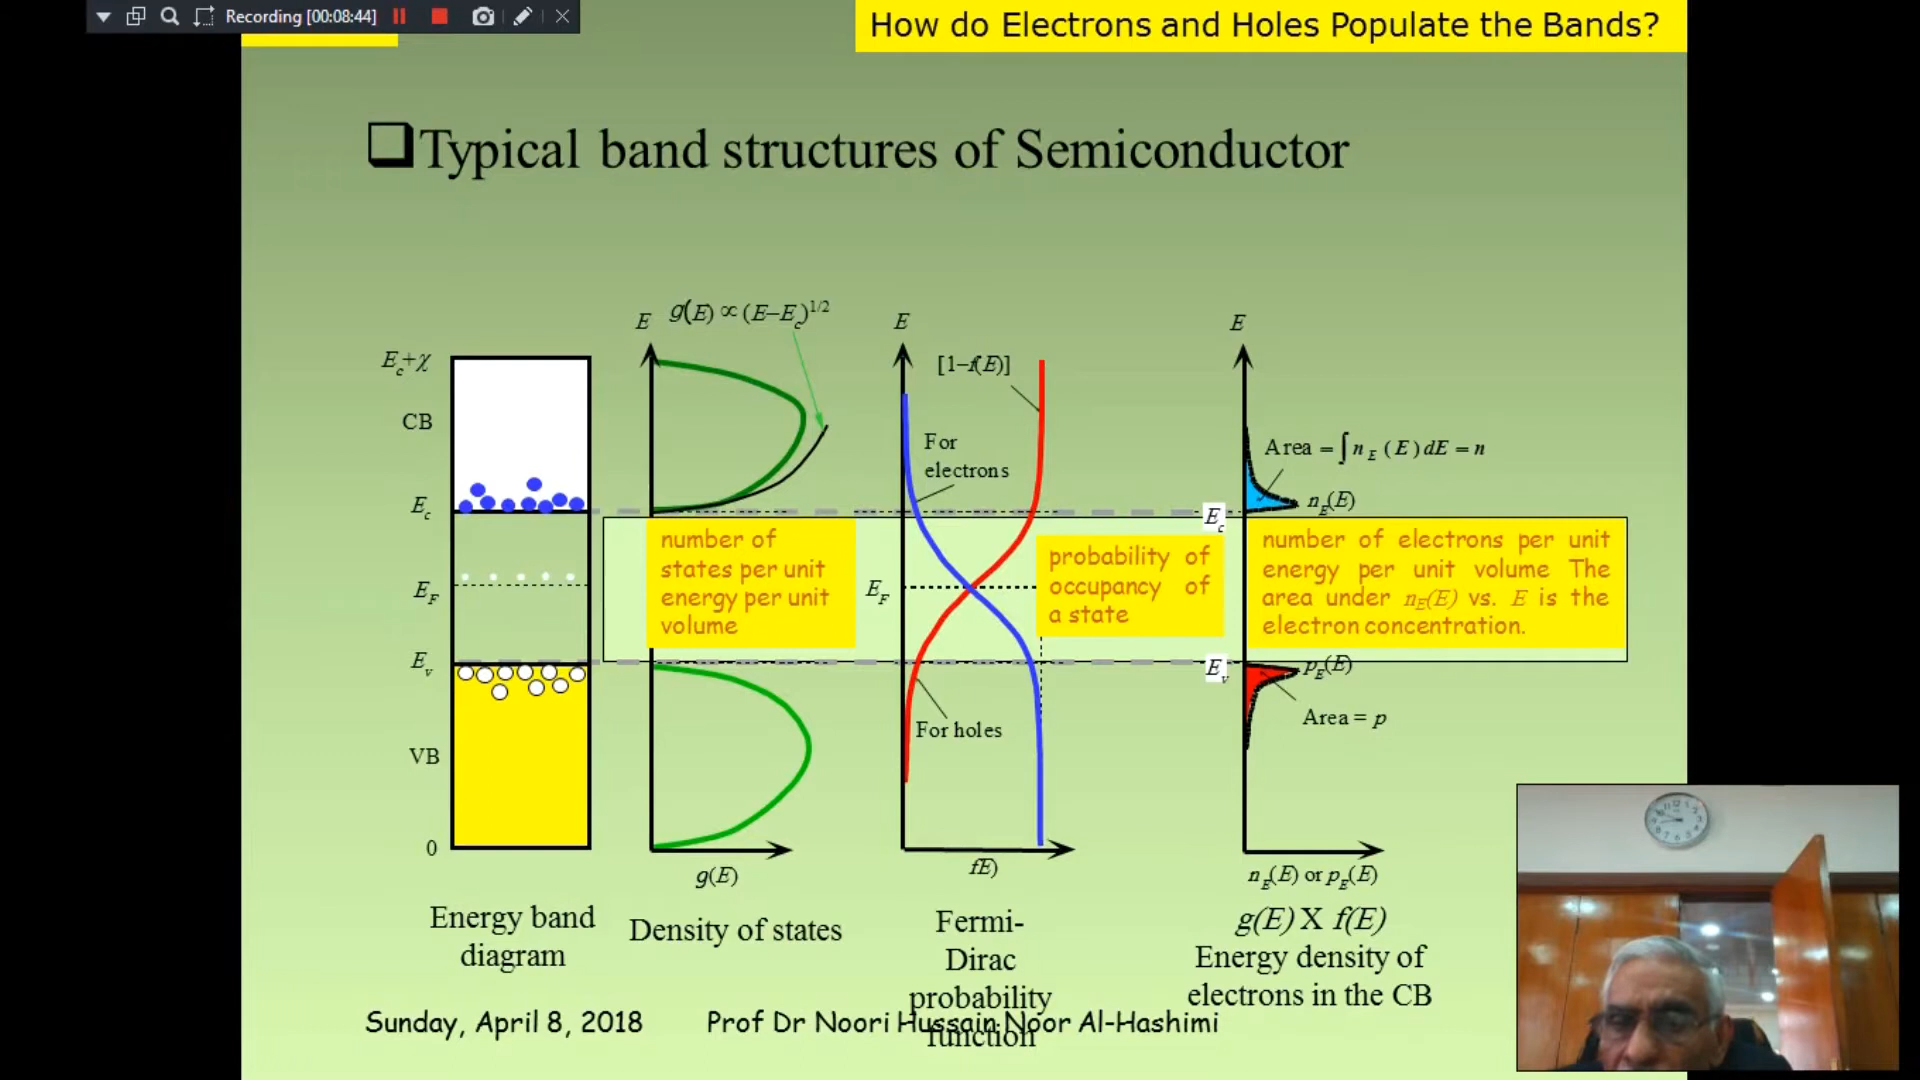 Recording [00:08:44]
How do Electrons and Holes Populate the Bands?
Typical band structures of Semiconductor
E
g(E) ∝ (E–Ec)1/2
E
E
Ec+χ
[1–f(E)]
CB
For
electrons
Area = ∫ nE (E) dE = n
Ec
nE(E)
Ec
number of
states per unit
energy per unit
volume
probability of
occupancy of
a state
number of electrons per unit
energy per unit volume The
area under nE(E) vs. E is the
electron concentration.
EF
EF
Ev
Ev
pE(E)
Area = p
For holes
VB
0
g(E)
fE)
nE(E) or pE(E)
Energy band
diagram
Density of states
Fermi-
Dirac
probability
function
g(E) X f(E)
Energy density of
electrons in the CB
Sunday, April 8, 2018
Prof Dr Noori Hussain Noor Al-Hashimi